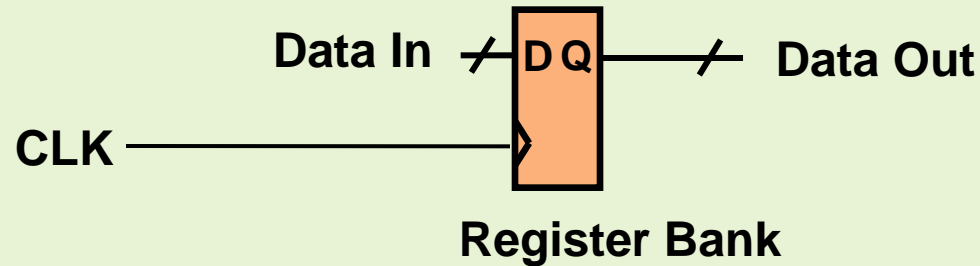 Data In
D Q
Data Out
CLK
Register Bank